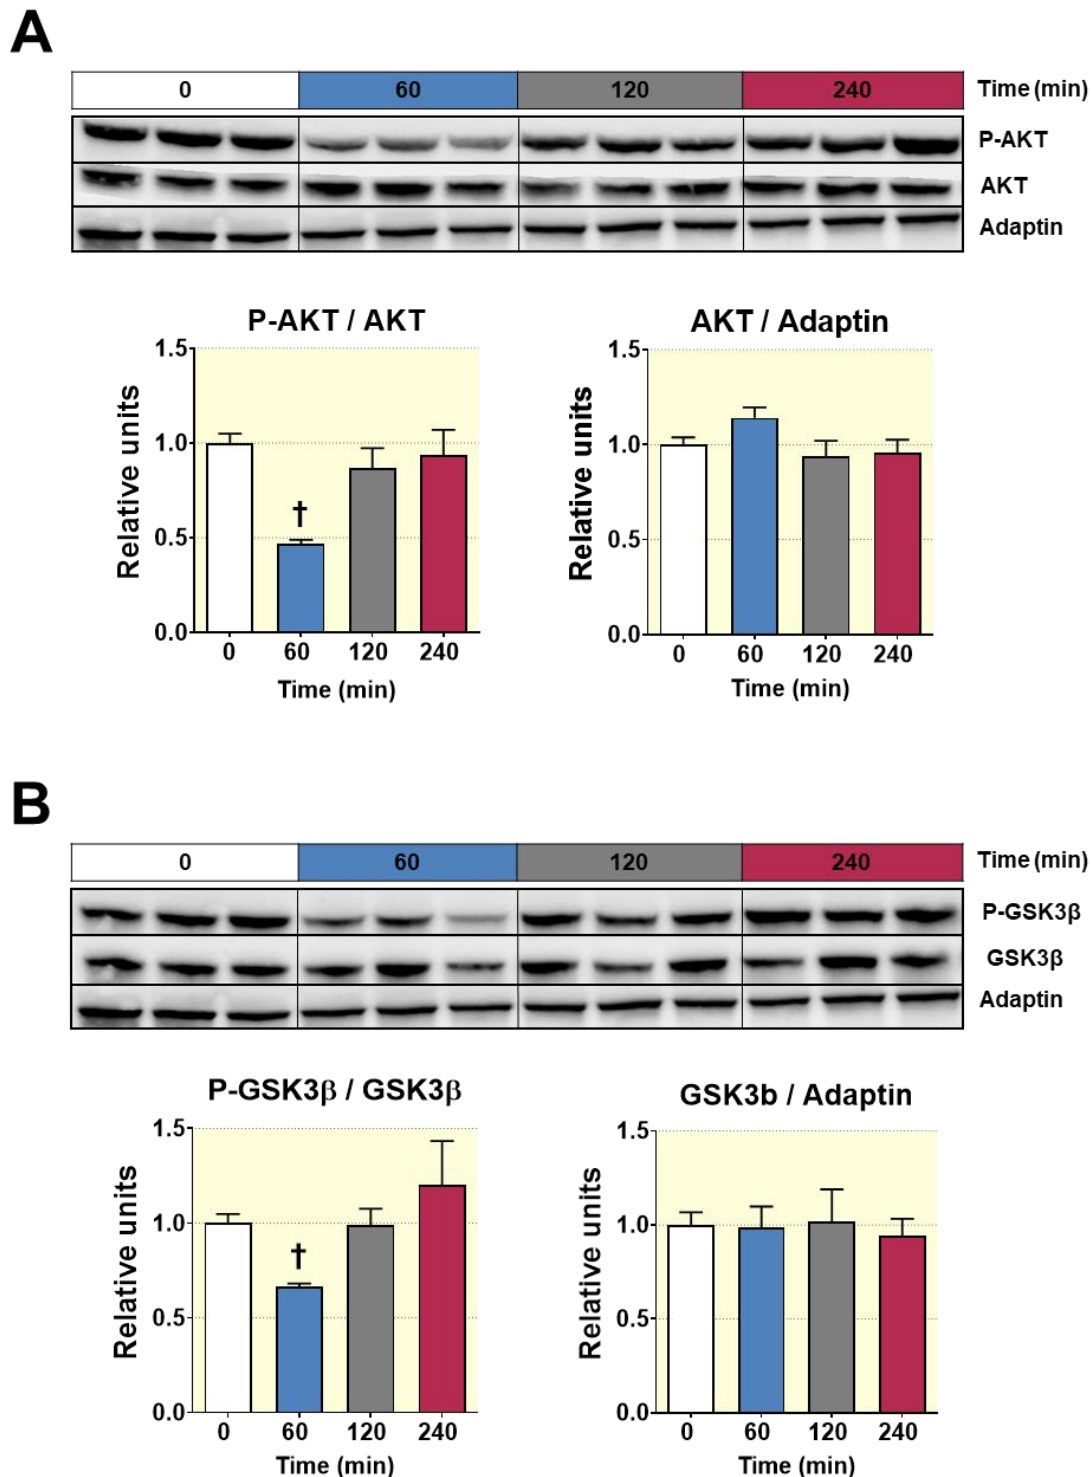 A
0 60 120 240 Time (min)
P-AKT
AKT
Adaptin
P-AKT / AKT
1.5
1.0
0.5
0.0
Relative units
†
0 60 120 240
Time (min)
AKT / Adaptin
1.5
1.0
0.5
0.0
Relative units
0 60 120 240
Time (min)
B
0 60 120 240 Time (min)
P-GSK3β
GSK3β
Adaptin
P-GSK3β / GSK3β
1.5
1.0
0.5
0.0
Relative units
†
0 60 120 240
Time (min)
GSK3b / Adaptin
1.5
1.0
0.5
0.0
Relative units
0 60 120 240
Time (min)